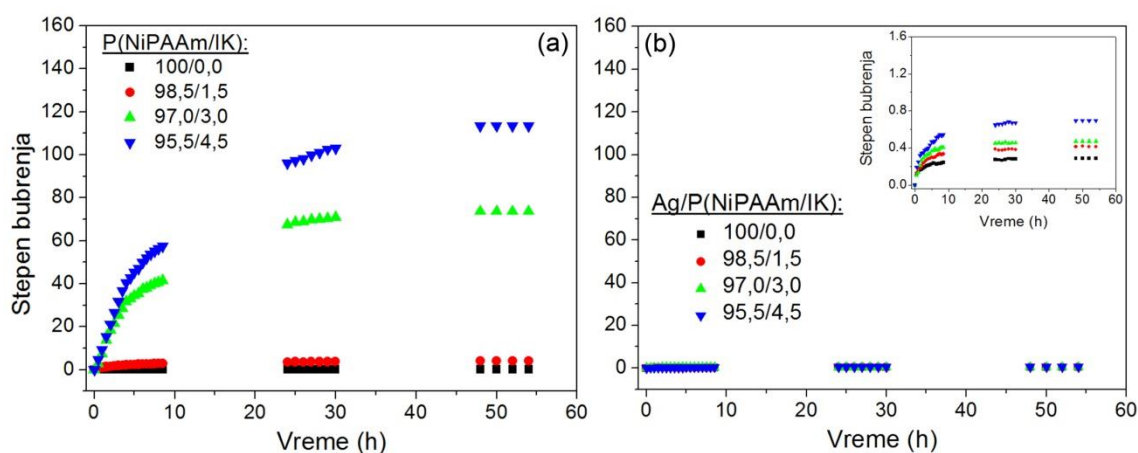 (a)
P(NiPAAm/IK):
100/0,0
98,5/1,5
97,0/3,0
95,5/4,5
Stepen bubrenja
160
140
120
100
80
60
40
20
0
0 10 20 30 40 50 60
Vreme (h)
(b)
Ag/P(NiPAAm/IK):
100/0,0
98,5/1,5
97,0/3,0
95,5/4,5
160
140
120
100
80
60
40
20
0
0 10 20 30 40 50 60
Vreme (h)
Stepen bubrenja
1.6
1.2
0.8
0.4
0.0
0 10 20 30 40 50 60
Vreme (h)